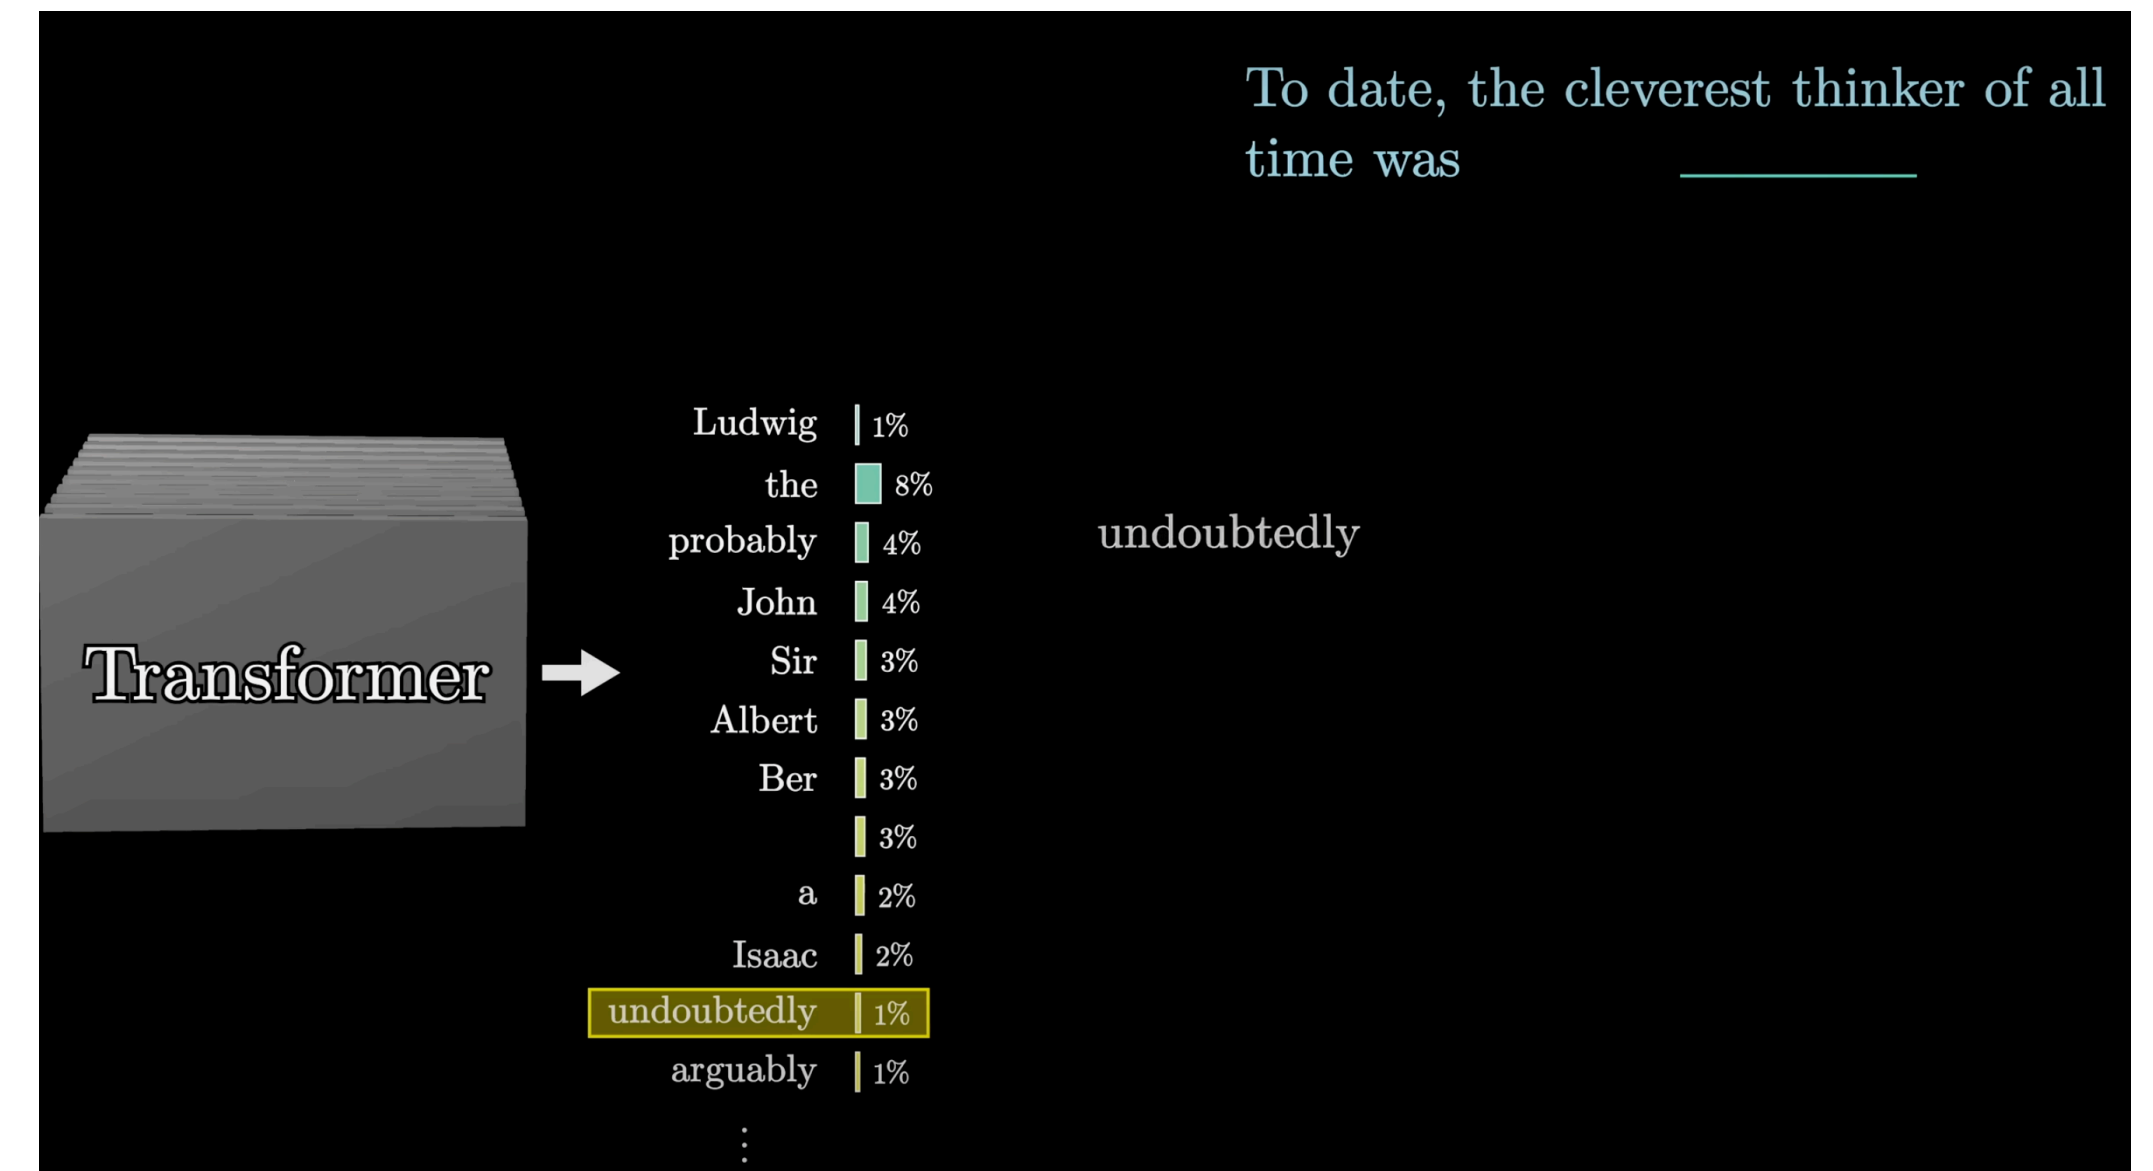 To date, the cleverest thinker of all
time was
Transformer
Ludwig 1%
the 8%
probably 4%
John 4%
Sir 3%
Albert 3%
Ber 3%
3%
a 2%
Isaac 2%
undoubtedly 1%
arguably 1%
⋮
undoubtedly